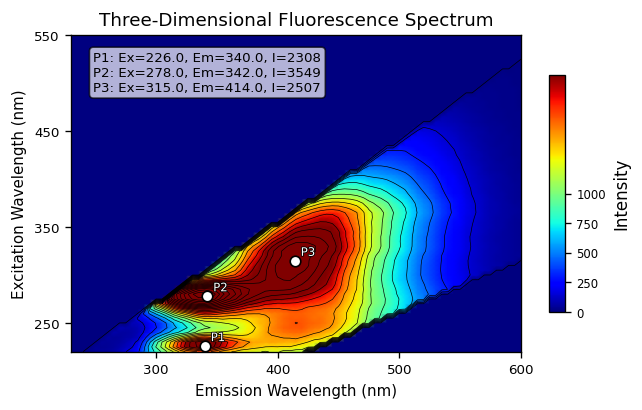 Three-Dimensional Fluorescence Spectrum
P1: Ex=226.0, Em=340.0, I=2308
P2: Ex=278.0, Em=342.0, I=3549
P3: Ex=315.0, Em=414.0, I=2507
550
450
350
250
Excitation Wavelength (nm)
P3
P2
P1
300
400
500
600
Emission Wavelength (nm)
1000
750
500
250
0
Intensity